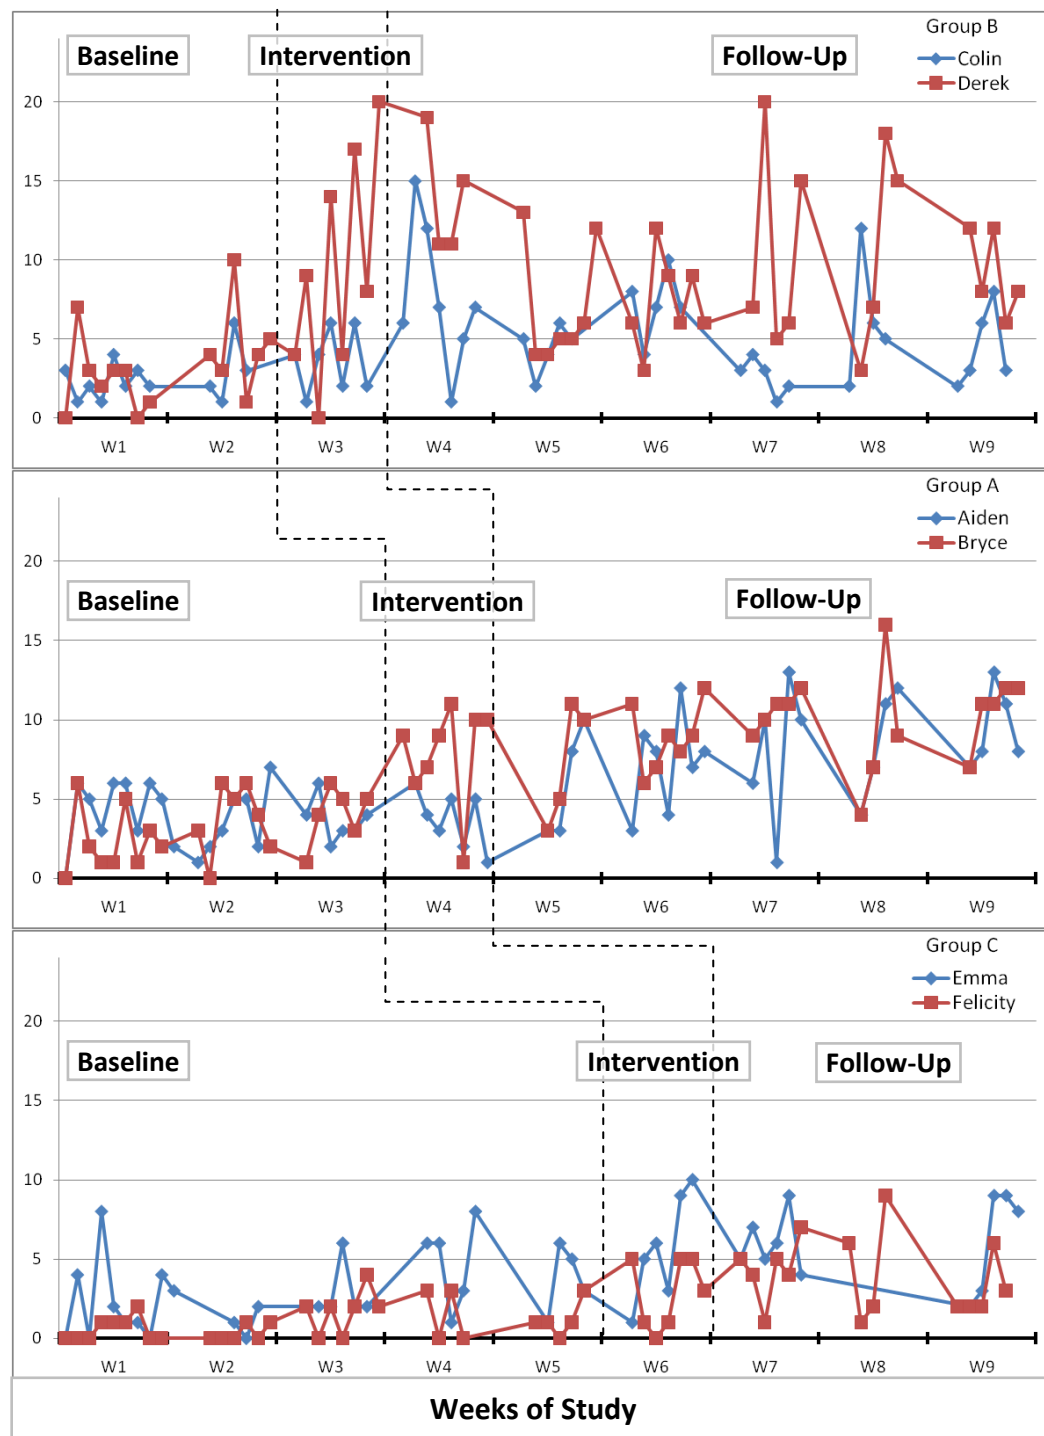 Group B
Baseline Intervention Follow-Up
Colin
Derek
20
15
10
5
0
W1 W2 W3 W4 W5 W6 W7 W8 W9
Group A
Aiden
Bryce
20
Baseline Intervention Follow-Up
15
10
5
0
W1 W2 W3 W4 W5 W6 W7 W8 W9
Group C
Emma
Felicity
20
Baseline Intervention Follow-Up
15
10
5
0
W1 W2 W3 W4 W5 W6 W7 W8 W9
Weeks of Study